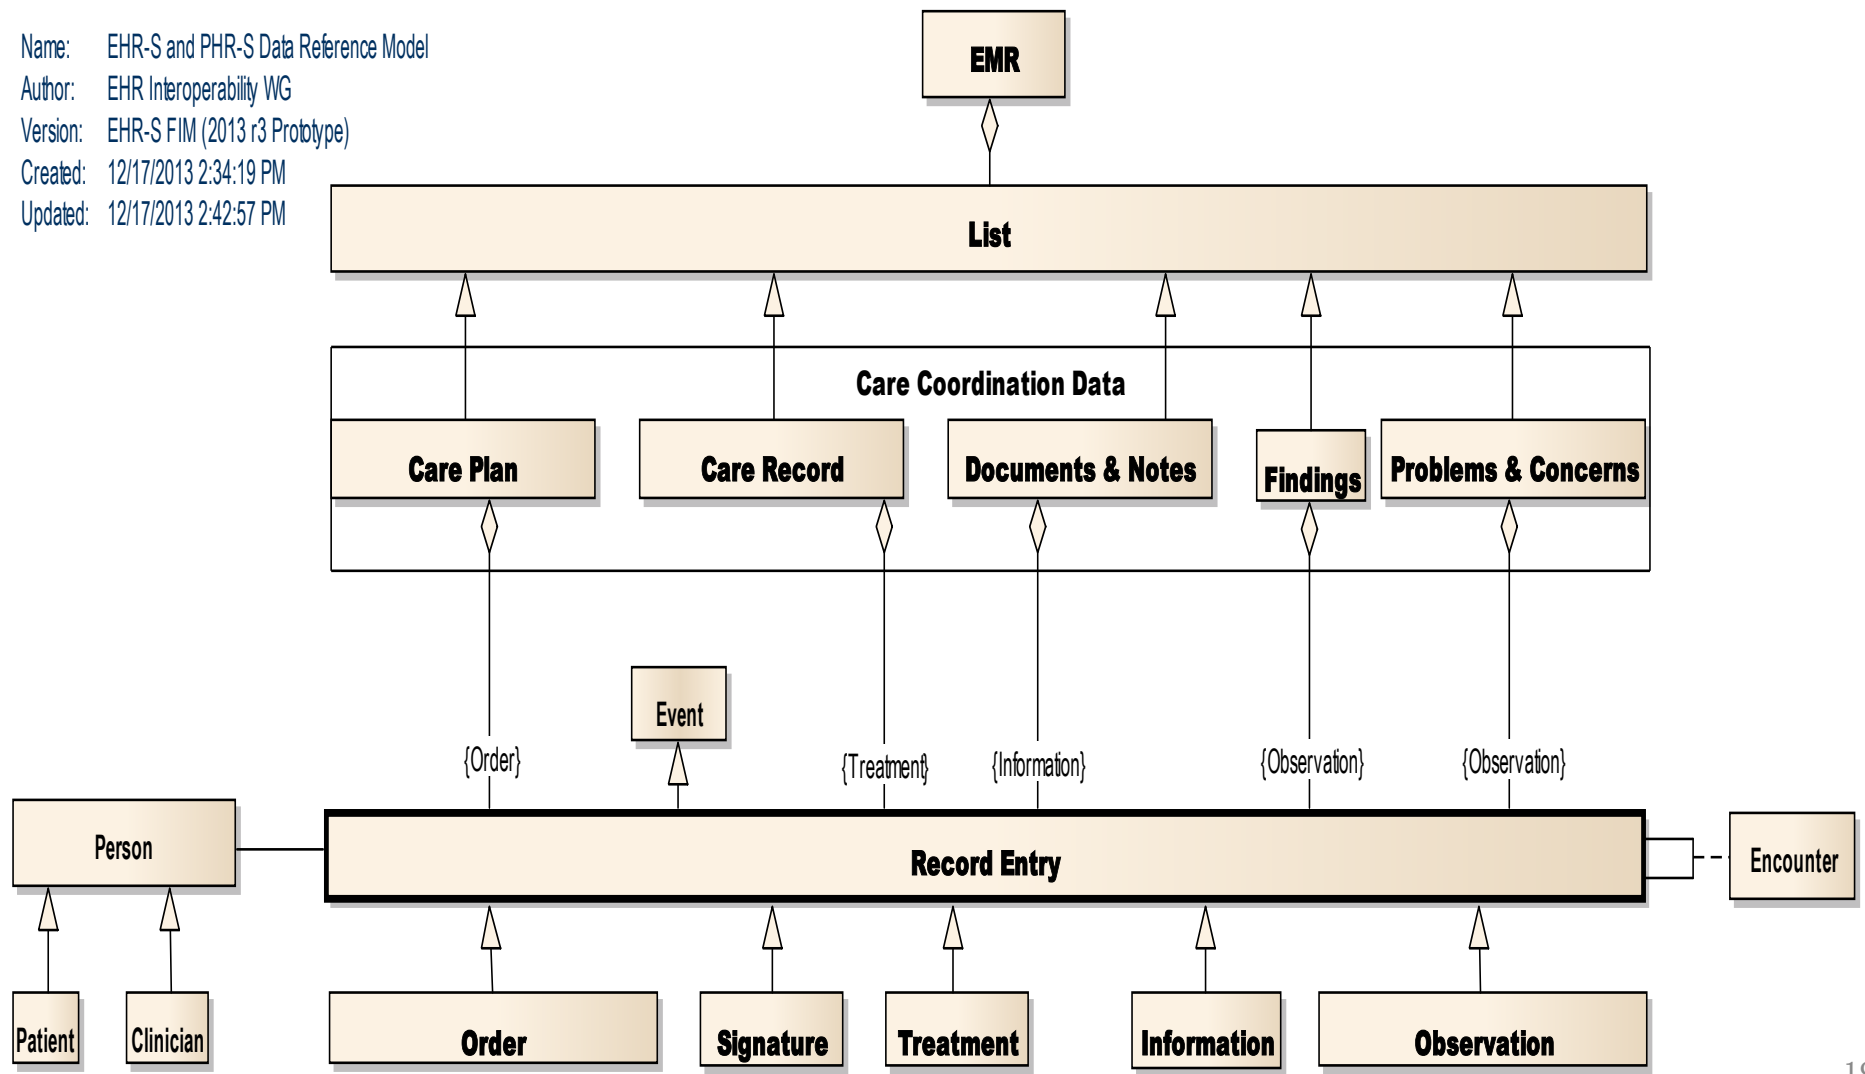 Name: EHR-S and PHR-S Data Reference Model
Author: EHR Interoperability WG
Version: EHR-S FIM (2013 r3 Prototype)
Created: 12/17/2013 2:34:19 PM
Updated: 12/17/2013 2:42:57 PM
EMR
List
Care Coordination Data
Care Plan
Care Record
Documents & Notes
Findings
Problems & Concerns
Event
{Order}
{Treatment}
{Information}
{Observation}
{Observation}
Person
Record Entry
Encounter
Patient
Clinician
Order
Signature
Treatment
Information
Observation